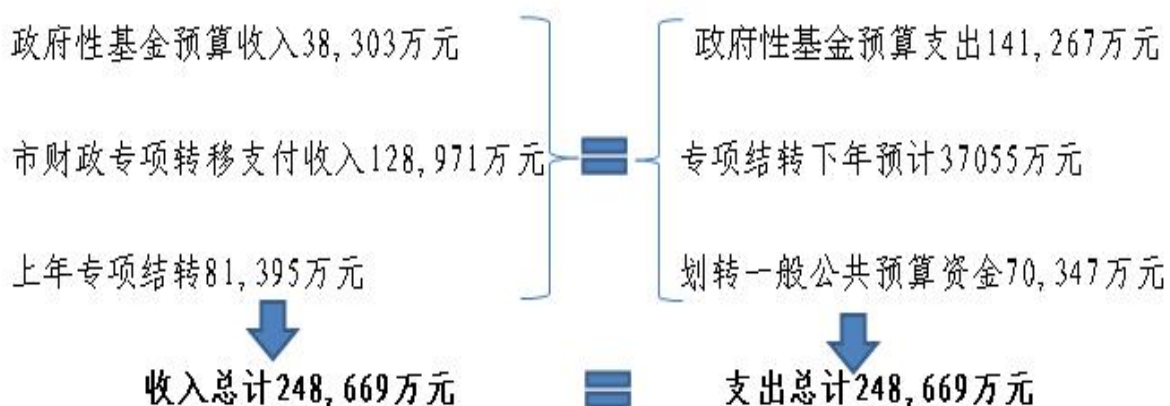 政府性基金预算收入38,303万元
政府性基金预算支出141,267万元
市财政专项转移支付收入128,971万元
专项结转下年预计37055万元
上年专项结转81,395万元
划转一般公共预算资金70,347万元
收入总计248,669万元
支出总计248,669万元